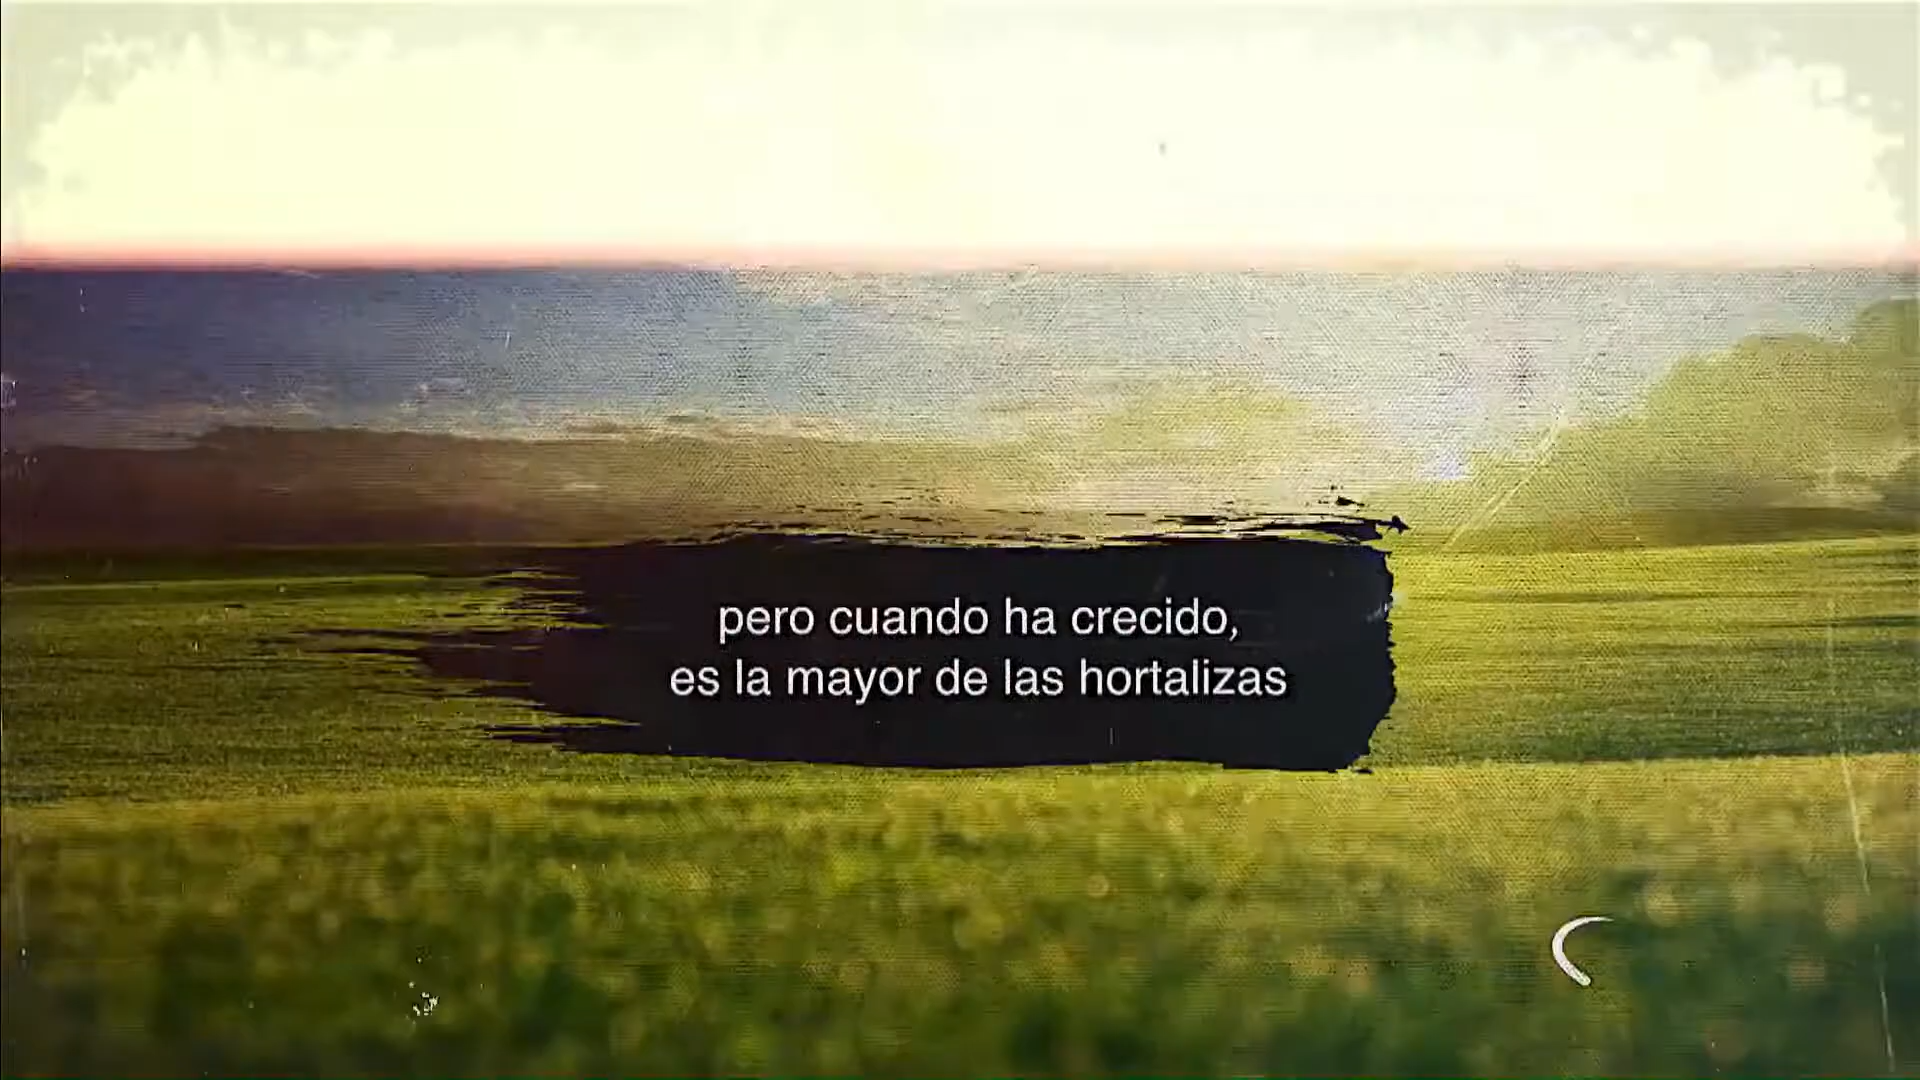 pero cuando ha crecido,
es la mayor de las hortalizas